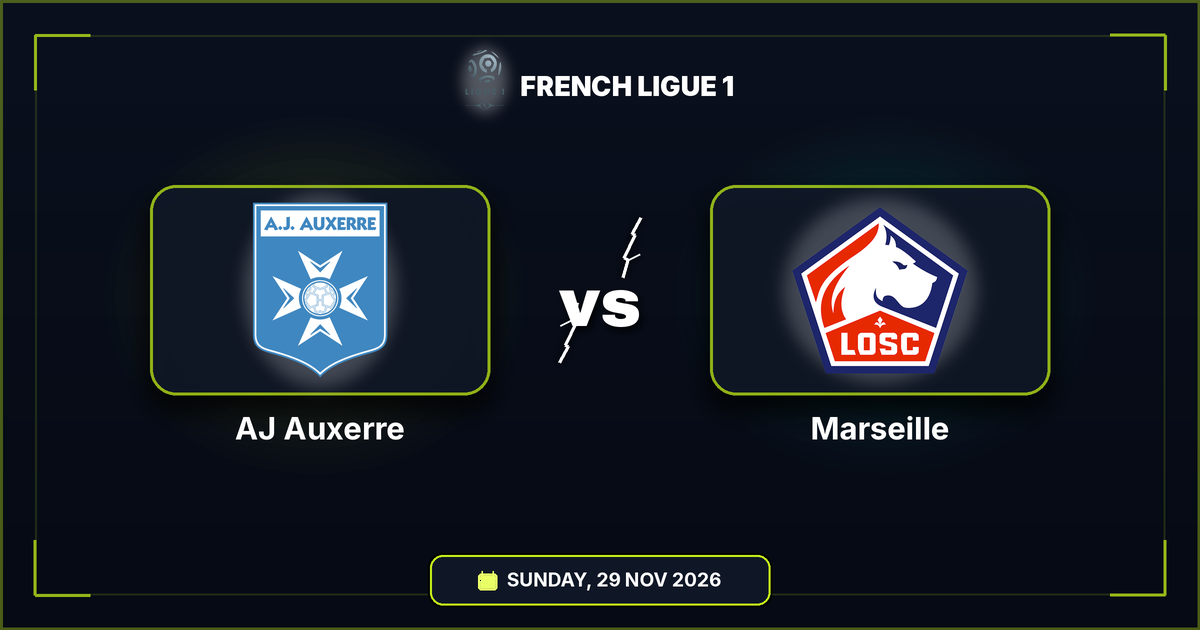 FRENCH LIGUE 1
A.J. AUXERRE
VS
LOSC
AJ Auxerre
Marseille
SUNDAY, 29 NOV 2026